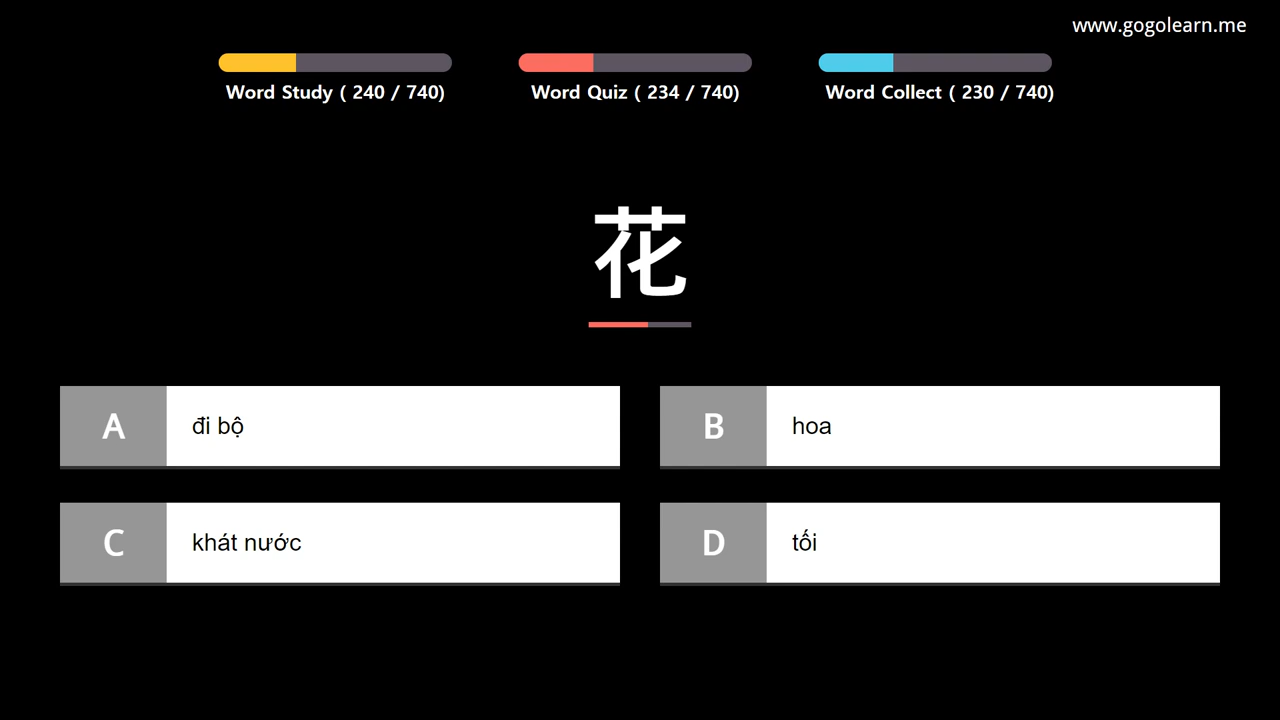 www.gogolearn.me
Word Study ( 240 / 740)
Word Quiz ( 234 / 740)
Word Collect ( 230 / 740)
花
A đi bộ
B hoa
C khát nước
D tối